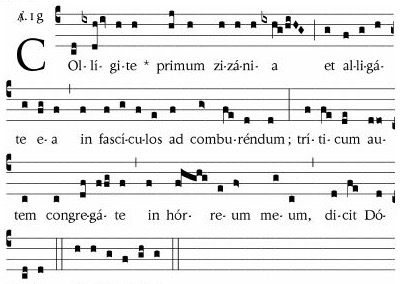 ℟. 1 g
COl-lí-gi-te * primum zi-zá-ni-a et al-li-gá-
te e-a in fascí-cu-los ad combu-réndum ; trí-ti-cum au-
tem congre-gá-te in hór-re-um me-um, di-cit Dó-